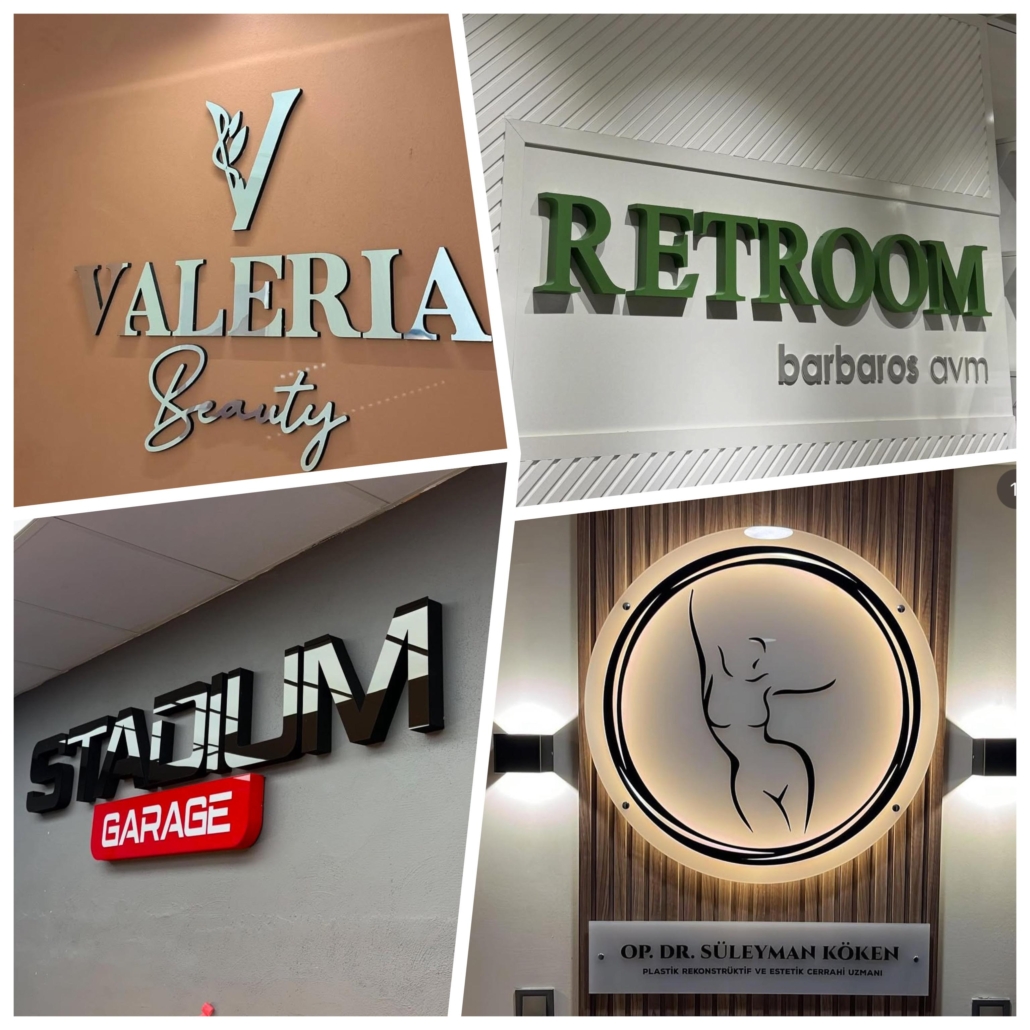 VALERIA
Beauty
RETROOM
barbaros avm
STADIUM
GARAGE
OP. DR. SÜLEYMAN KÖKEN
PLASTİK REKONSTRÜKTİF VE ESTETİK CERRAHİ UZMANI